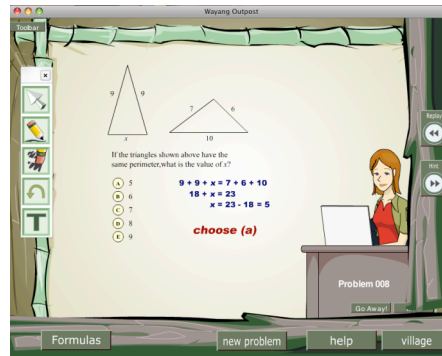 Wayang Outpost
Toolbar
x
9
9
x
7
6
10
If the triangles shown above have the
same perimeter,what is the value of x?
A 5
B 6
C 7
D 8
E 9
9 + 9 + x = 7 + 6 + 10
18 + x = 23
x = 23 - 18 = 5
choose (a)
T
Replay
Hint
Problem 008
Go Away!
Formulas
new problem
help
village